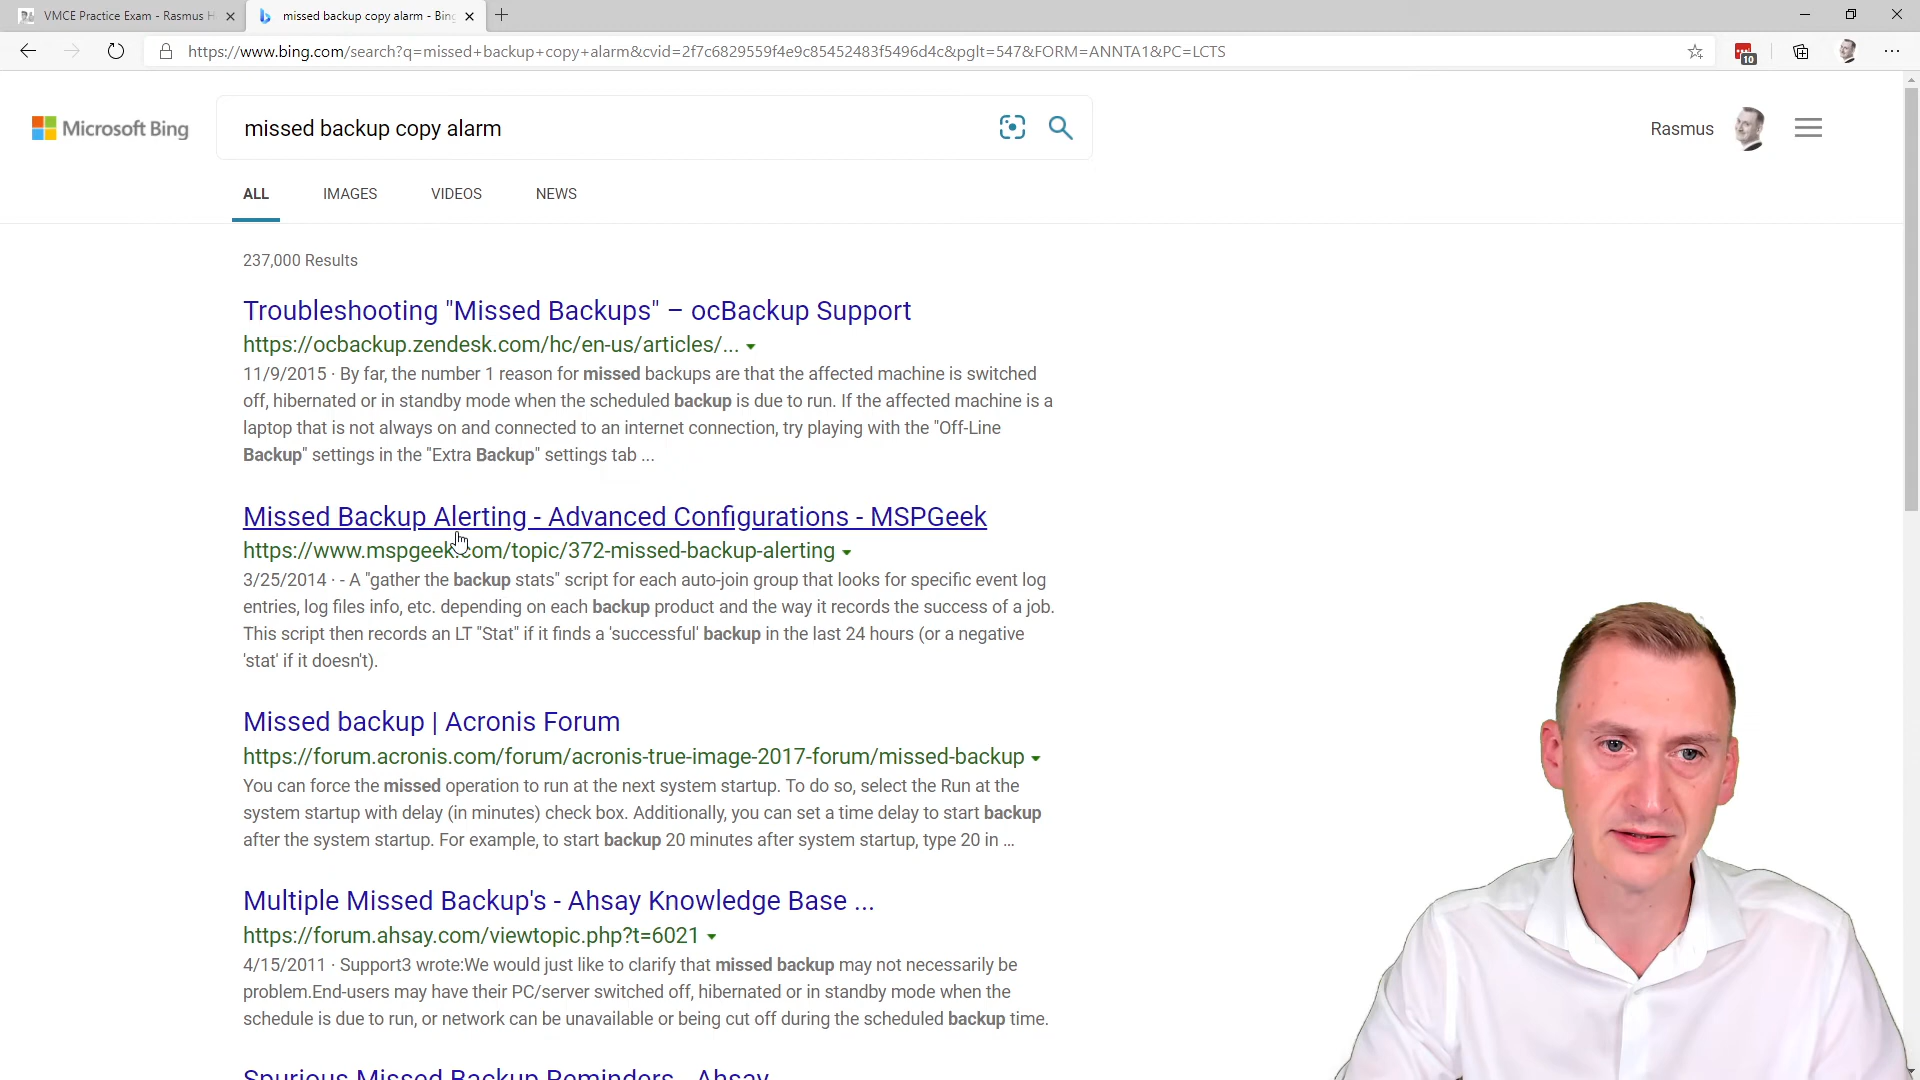 VMCE Practice Exam - Rasmus H
missed backup copy alarm - Bing
https://www.bing.com/search?q=missed+backup+copy+alarm&cvid=2f7c6829559f4e9c85452483f5496d4c&pglt=547&FORM=ANNTA1&PC=LCTS
10
Microsoft Bing
missed backup copy alarm
Rasmus
ALL IMAGES VIDEOS NEWS
237,000 Results
Troubleshooting "Missed Backups" – ocBackup Support
https://ocbackup.zendesk.com/hc/en-us/articles/...
11/9/2015 · By far, the number 1 reason for missed backups are that the affected machine is switched
off, hibernated or in standby mode when the scheduled backup is due to run. If the affected machine is a
laptop that is not always on and connected to an internet connection, try playing with the "Off-Line
Backup" settings in the "Extra Backup" settings tab ...
Missed Backup Alerting - Advanced Configurations - MSPGeek
https://www.mspgeek.com/topic/372-missed-backup-alerting
3/25/2014 · - A "gather the backup stats" script for each auto-join group that looks for specific event log
entries, log files info, etc. depending on each backup product and the way it records the success of a job.
This script then records an LT "Stat" if it finds a 'successful' backup in the last 24 hours (or a negative
'stat' if it doesn't).
Missed backup | Acronis Forum
https://forum.acronis.com/forum/acronis-true-image-2017-forum/missed-backup
You can force the missed operation to run at the next system startup. To do so, select the Run at the
system startup with delay (in minutes) check box. Additionally, you can set a time delay to start backup
after the system startup. For example, to start backup 20 minutes after system startup, type 20 in ...
Multiple Missed Backup's - Ahsay Knowledge Base ...
https://forum.ahsay.com/viewtopic.php?t=6021
4/15/2011 · Support3 wrote:We would just like to clarify that missed backup may not necessarily be
problem.End-users may have their PC/server switched off, hibernated or in standby mode when the
schedule is due to run, or network can be unavailable or being cut off during the scheduled backup time.
Spurious Missed Backup Reminders - Ahsay